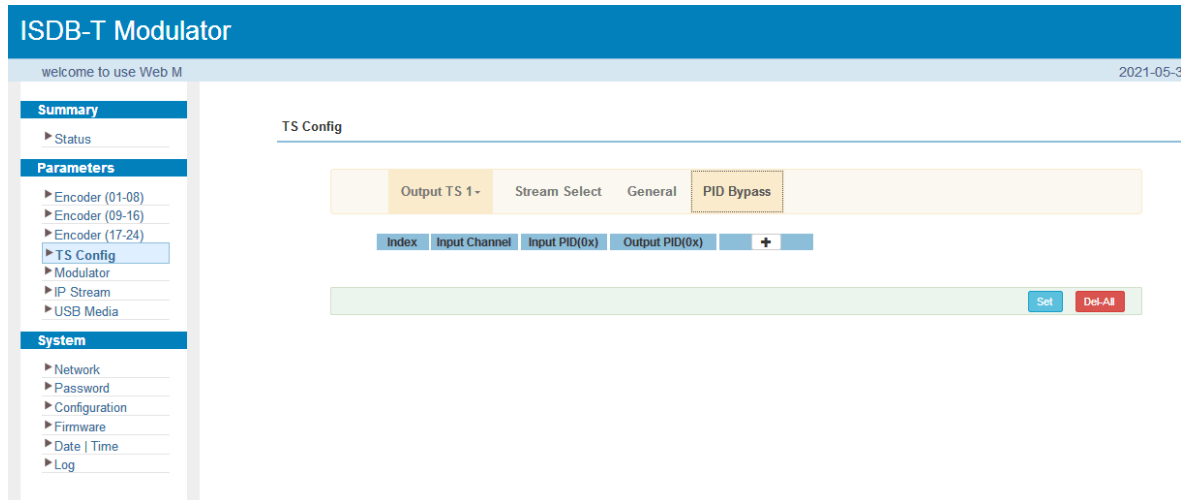 ISDB-T Modulator
welcome to use Web M
2021-05-3
Summary
Status
Parameters
Encoder (01-08)
Encoder (09-16)
Encoder (17-24)
TS Config
Modulator
IP Stream
USB Media
System
Network
Password
Configuration
Firmware
Date | Time
Log
TS Config
Output TS 1 Stream Select General PID Bypass
Index Input Channel Input PID(0x) Output PID(0x) +
Set Del-All